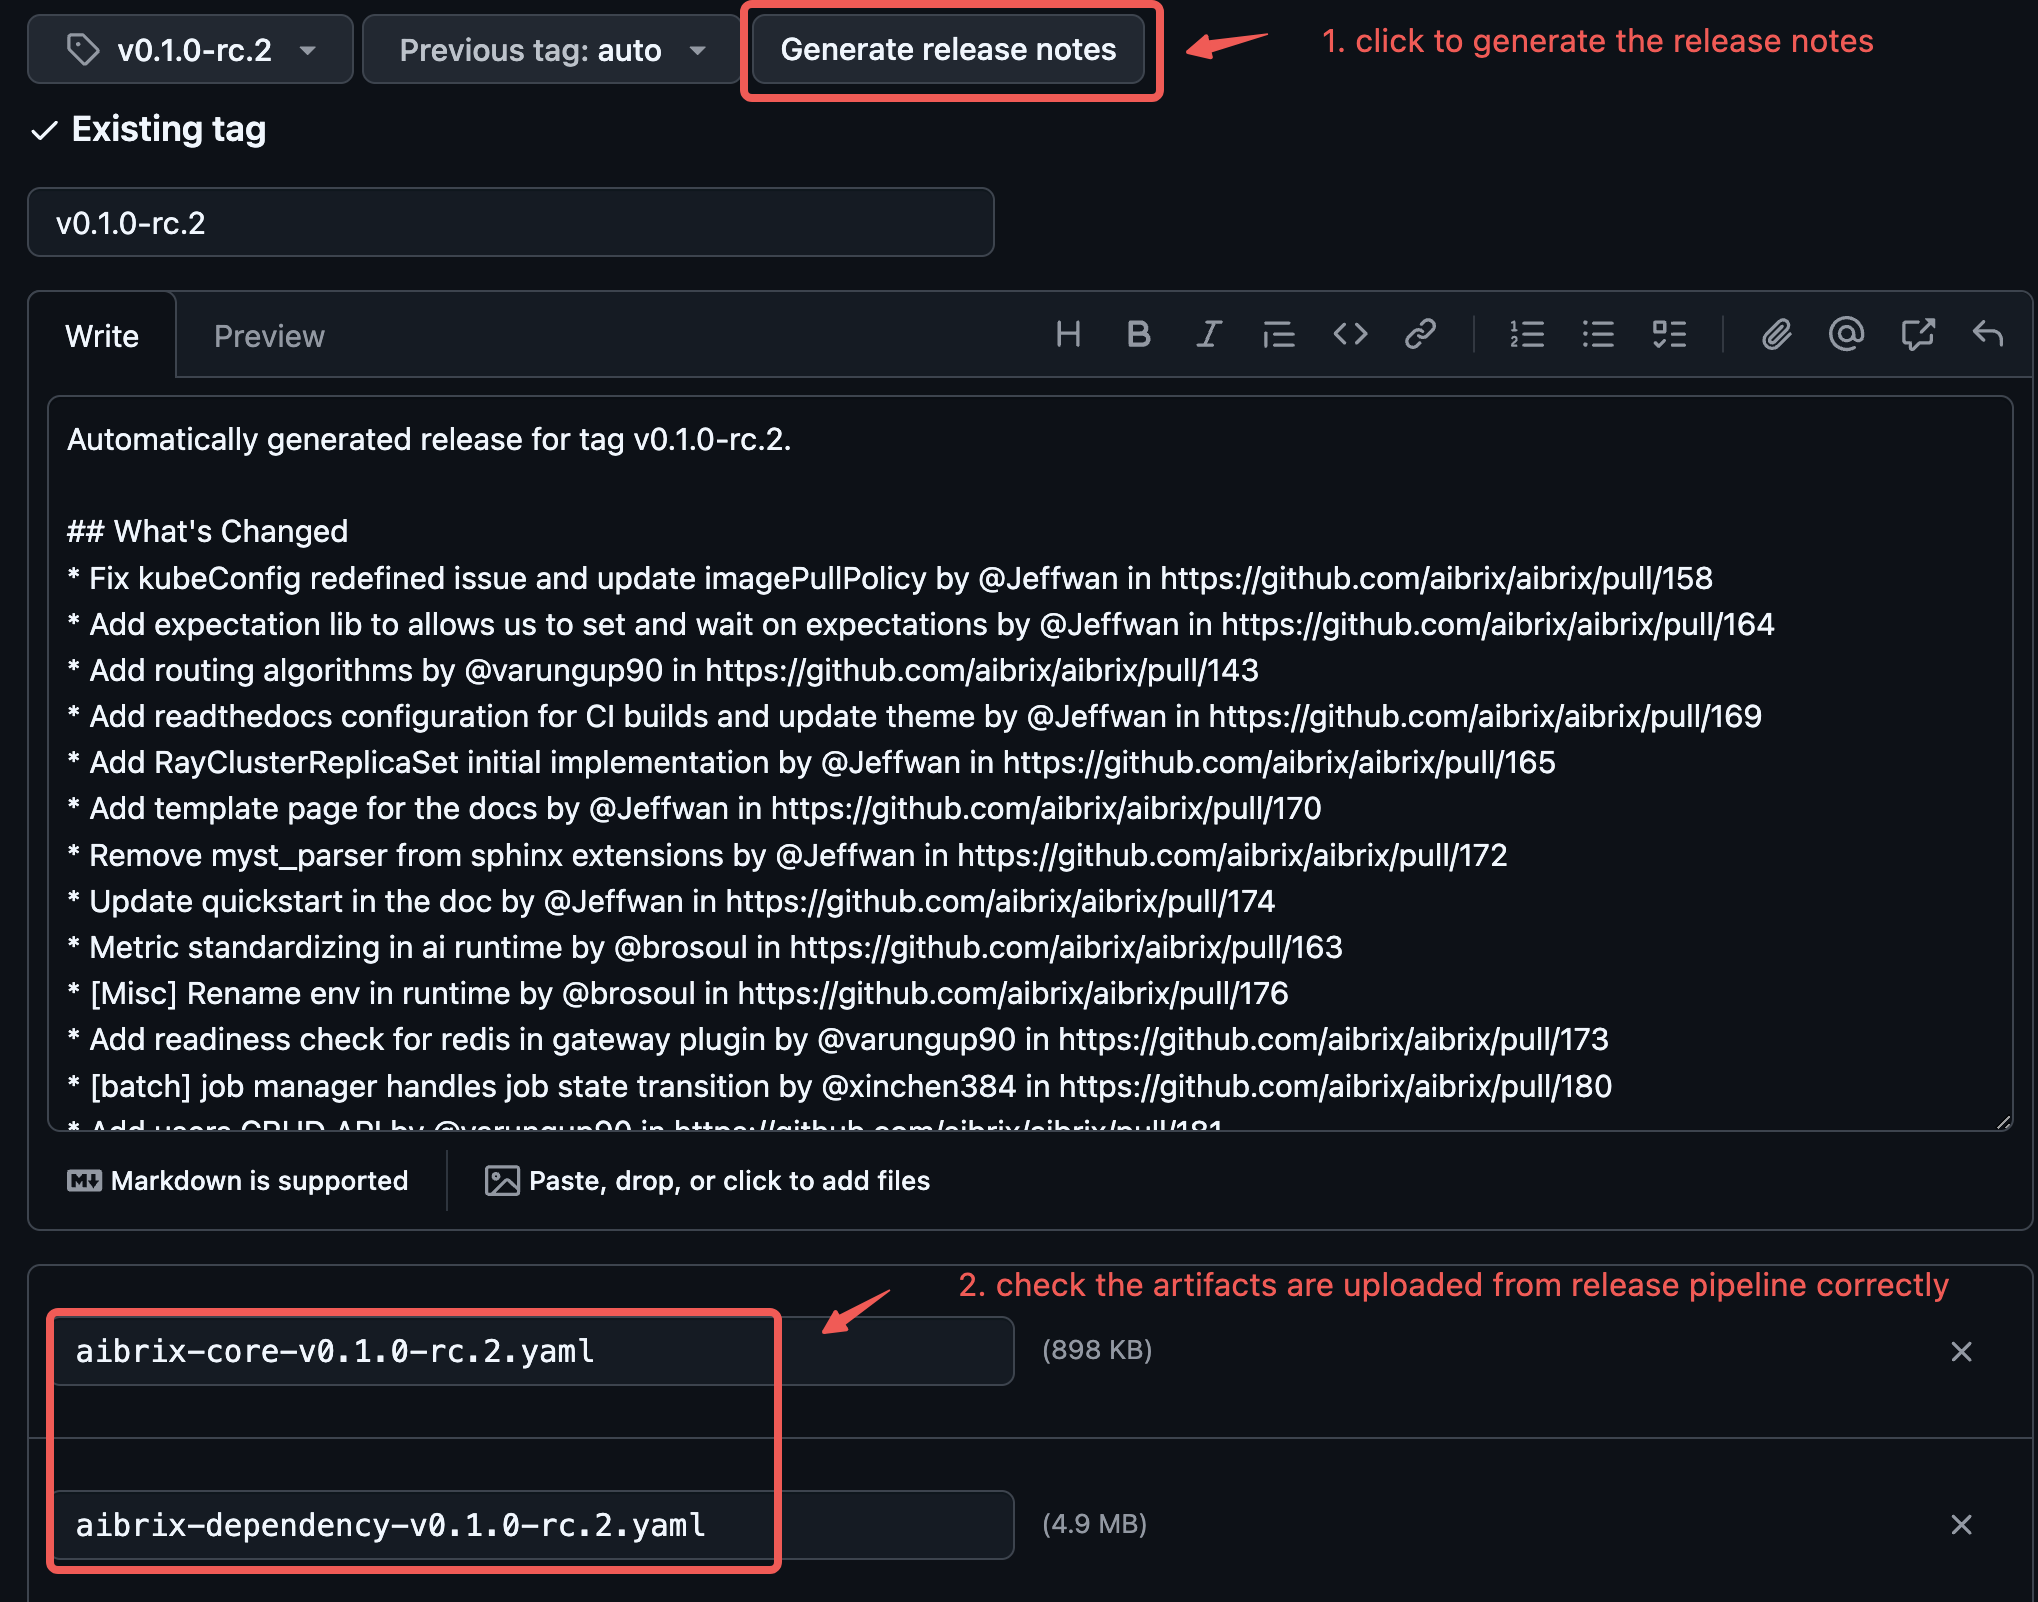 v0.1.0-rc.2 Previous tag: auto Generate release notes 1. click to generate the release notes
Existing tag
v0.1.0-rc.2
Write Preview
Automatically generated release for tag v0.1.0-rc.2.
## What's Changed
* Fix kubeConfig redefined issue and update imagePullPolicy by @Jeffwan in https://github.com/aibrix/aibrix/pull/158
* Add expectation lib to allows us to set and wait on expectations by @Jeffwan in https://github.com/aibrix/aibrix/pull/164
* Add routing algorithms by @varungup90 in https://github.com/aibrix/aibrix/pull/143
* Add readthedocs configuration for CI builds and update theme by @Jeffwan in https://github.com/aibrix/aibrix/pull/169
* Add RayClusterReplicaSet initial implementation by @Jeffwan in https://github.com/aibrix/aibrix/pull/165
* Add template page for the docs by @Jeffwan in https://github.com/aibrix/aibrix/pull/170
* Remove myst_parser from sphinx extensions by @Jeffwan in https://github.com/aibrix/aibrix/pull/172
* Update quickstart in the doc by @Jeffwan in https://github.com/aibrix/aibrix/pull/174
* Metric standardizing in ai runtime by @brosoul in https://github.com/aibrix/aibrix/pull/163
* [Misc] Rename env in runtime by @brosoul in https://github.com/aibrix/aibrix/pull/176
* Add readiness check for redis in gateway plugin by @varungup90 in https://github.com/aibrix/aibrix/pull/173
* [batch] job manager handles job state transition by @xinchen384 in https://github.com/aibrix/aibrix/pull/180
* Add users CRUD API by @varungup90 in https://github.com/aibrix/aibrix/pull/181
Markdown is supported Paste, drop, or click to add files
2. check the artifacts are uploaded from release pipeline correctly
aibrix-core-v0.1.0-rc.2.yaml (898 KB)
aibrix-dependency-v0.1.0-rc.2.yaml (4.9 MB)